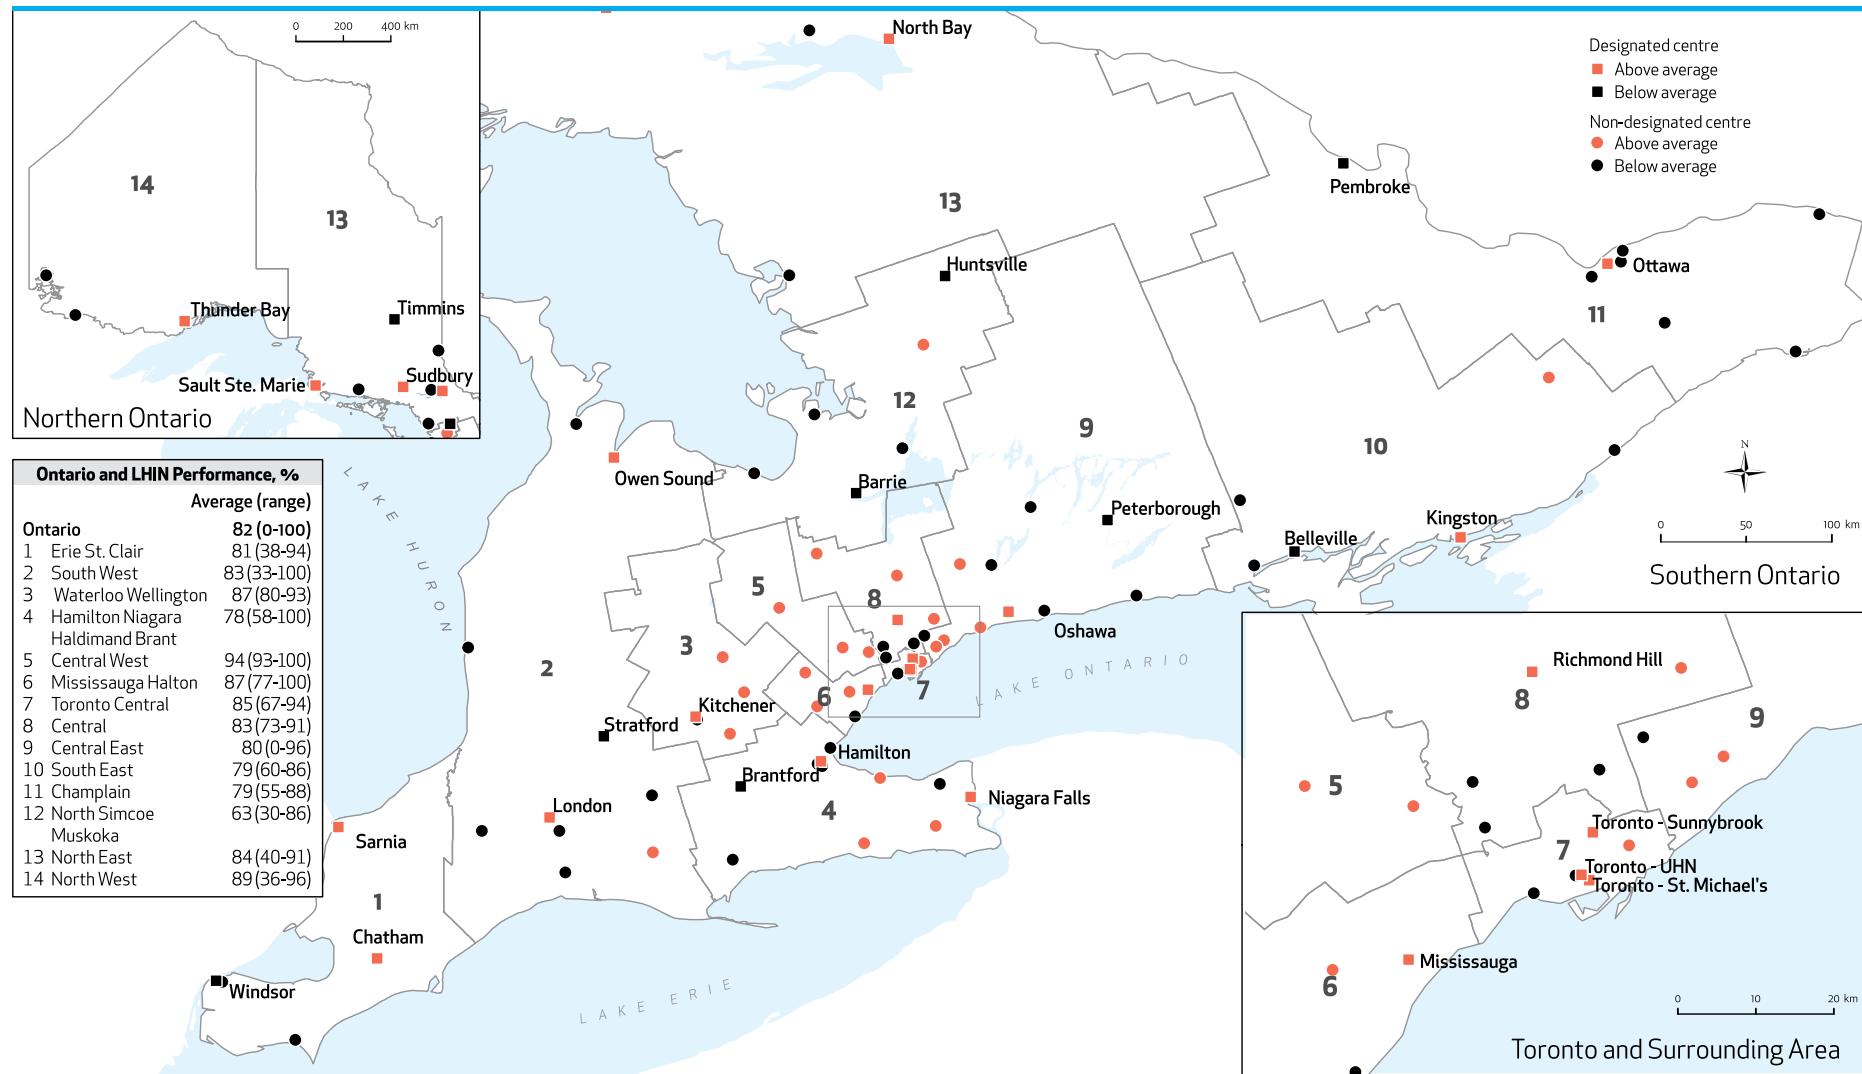 0 200 400 km
14
13
Thunder Bay
Timmins
Sault Ste. Marie
Sudbury
Northern Ontario
Ontario and LHIN Performance, %
Average (range)
Ontario 82 (0-100)
1 Erie St. Clair 81 (38-94)
2 South West 83 (33-100)
3 Waterloo Wellington 87 (80-93)
4 Hamilton Niagara 78 (58-100)
Haldimand Brant
5 Central West 94 (93-100)
6 Mississauga Halton 87 (77-100)
7 Toronto Central 85 (67-94)
8 Central 83 (73-91)
9 Central East 80 (0-96)
10 South East 79 (60-86)
11 Champlain 79 (55-88)
12 North Simcoe 63 (30-86)
Muskoka
13 North East 84 (40-91)
14 North West 89 (36-96)
Designated centre
Above average
Below average
Non-designated centre
Above average
Below average
North Bay
Pembroke
13
Huntsville
Ottawa
11
12
9
10
Owen Sound
Barrie
Peterborough
Belleville
Kingston
N
0 50 100 km
Southern Ontario
LAKE HURON
5
8
3
2
6
7
Oshawa
LAKE ONTARIO
Kitchener
Stratford
Hamilton
Brantford
4
Niagara Falls
London
Sarnia
1
Chatham
Windsor
LAKE ERIE
Richmond Hill
8
9
5
Toronto - Sunnybrook
7
Toronto - UHN
Toronto - St. Michael's
Mississauga
6
0 10 20 km
Toronto and Surrounding Area